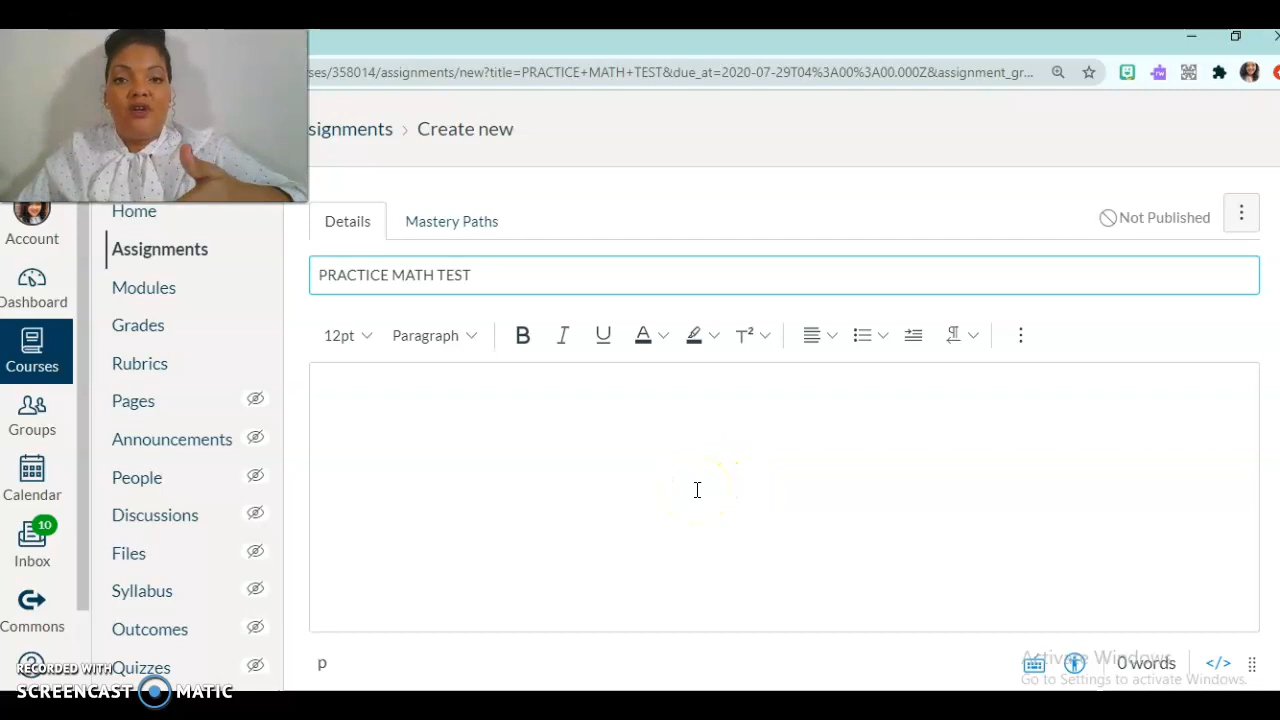 ses/358014/assignments/new?title=PRACTICE+MATH+TEST&due_at=2020-07-29T04%3A00%3A00.000Z&assignment_gr...
signments › Create new
Details
Mastery Paths
Not Published
PRACTICE MATH TEST
12pt
Paragraph
B I U A T²
Account
Dashboard
Courses
Groups
Calendar
10
Inbox
Commons
Home
Assignments
Modules
Grades
Rubrics
Pages
Announcements
People
Discussions
Files
Syllabus
Outcomes
Quizzes
p
0 words
</>
Activate Windows
Go to Settings to activate Windows.
RECORDED WITH
SCREENCAST MATIC